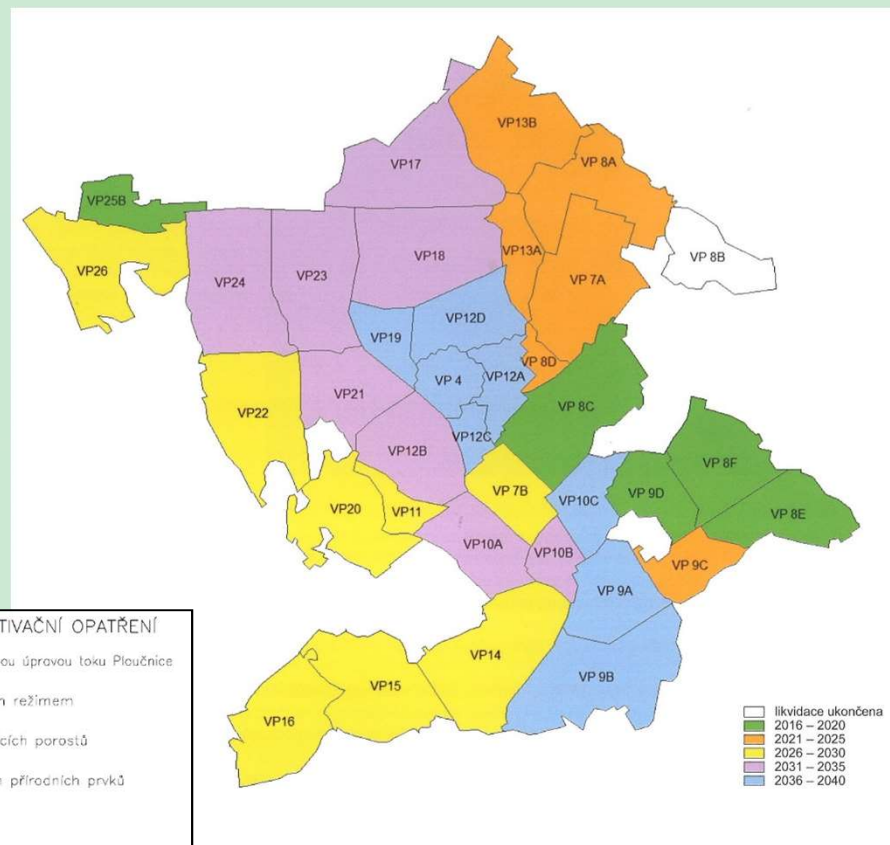 VP13B
VP 8A
VP17
VP25B
VP 8B
VP26
VP24
VP23
VP18
VP13A
VP 7A
VP19
VP12D
VP 8D
VP 4
VP12A
VP22
VP21
VP 8C
VP12C
VP12B
VP 8F
VP 7B
VP10C
VP 9D
VP20
VP11
VP 8E
VP10A
VP10B
VP 9C
VP 9A
VP14
VP 9B
VP15
VP16
TIVAČNÍ OPATŘENÍ
ou úpravou toku Ploučnice
režimem
cích porostů
přírodních prvků
likvidace ukončena
2016 – 2020
2021 – 2025
2026 – 2030
2031 – 2035
2036 – 2040